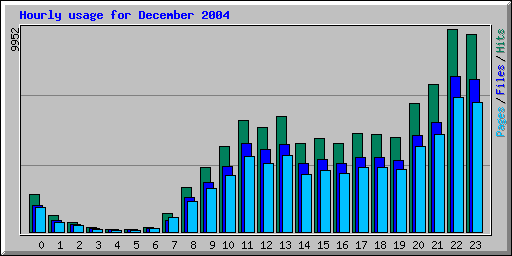 Hourly usage for December 2004
9952
Pages/Files/Hits
0 1 2 3 4 5 6 7 8 9 10 11 12 13 14 15 16 17 18 19 20 21 22 23